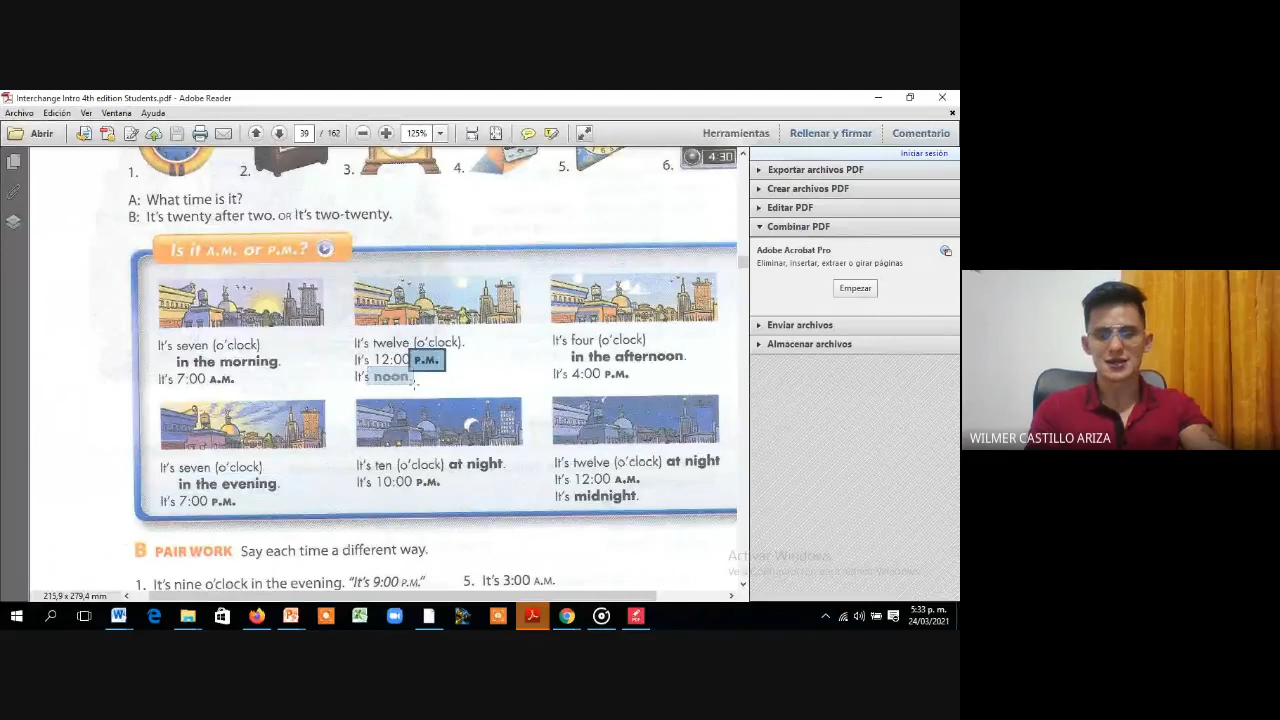 Interchange Intro 4th edition Students.pdf - Adobe Reader
Archivo Edición Ver Ventana Ayuda
Abrir 39 / 162 125% Herramientas Rellenar y firmar Comentario
Iniciar sesión
4:30
1. 2. 3. 4. 5. 6.
A: What time is it?
B: It's twenty after two. OR It's two-twenty.
Is it A.M. or P.M.?
It's seven (o'clock)
in the morning.
It's 7:00 A.M.
It's twelve (o'clock).
It's 12:00 P.M.
It's noon.
It's four (o'clock)
in the afternoon.
It's 4:00 P.M.
It's seven (o'clock)
in the evening.
It's 7:00 P.M.
It's ten (o'clock) at night.
It's 10:00 P.M.
It's twelve (o'clock) at night
It's 12:00 A.M.
It's midnight.
B PAIR WORK Say each time a different way.
1. It's nine o'clock in the evening. "It's 9:00 P.M."
5. It's 3:00 A.M.
215,9 x 279,4 mm
Exportar archivos PDF
Crear archivos PDF
Editar PDF
Combinar PDF
Adobe Acrobat Pro
Eliminar, insertar, extraer o girar páginas
Empezar
Enviar archivos
Almacenar archivos
Activar Windows
5:33 p. m.
24/03/2021
WILMER CASTILLO ARIZA